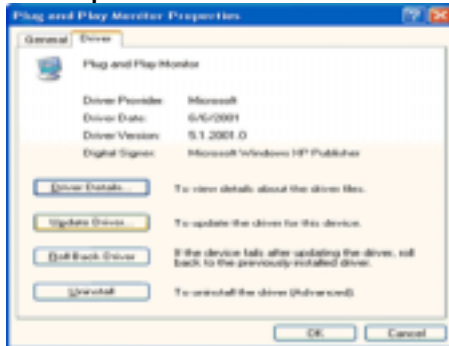 Plug and Play Monitor Properties
General Driver
Plug and Play Monitor
Driver Provider: Microsoft
Driver Date: 6/6/2001
Driver Version: 5.1.2001.0
Digital Signer: Microsoft Windows XP Publisher
Driver Details... To view details about the driver files.
Update Driver... To update the driver for this device.
Roll Back Driver If the device fails after updating the driver, roll
back to the previously installed driver.
Uninstall To uninstall the driver (Advanced).
OK Cancel